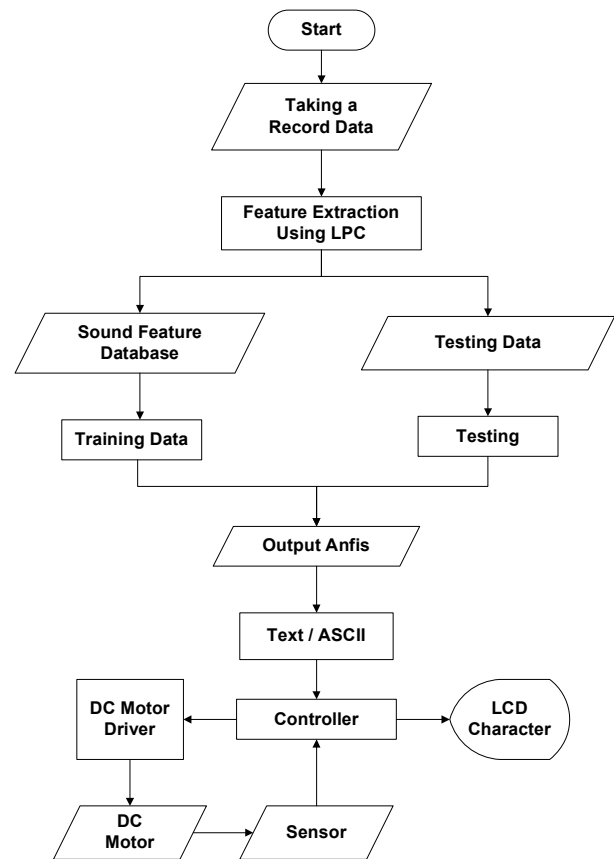 Start
Taking a
Record Data
Feature Extraction
Using LPC
Sound Feature
Database
Testing Data
Training Data
Testing
Output Anfis
Text / ASCII
DC Motor
Driver
Controller
LCD
Character
DC
Motor
Sensor